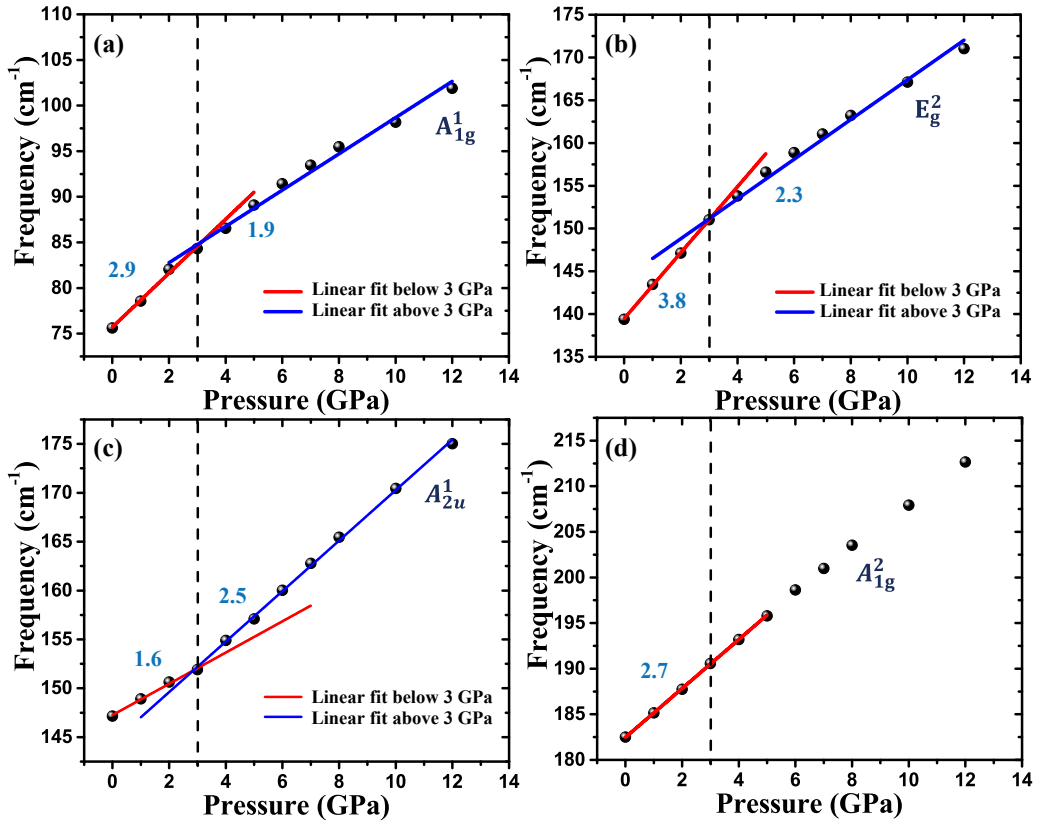 (a)
A¹₁g
2.9
1.9
Linear fit below 3 GPa
Linear fit above 3 GPa
Frequency (cm⁻¹)
110
105
100
95
90
85
80
75
0 2 4 6 8 10 12 14
Pressure (GPa)
(b)
E²g
3.8
2.3
Linear fit below 3 GPa
Linear fit above 3 GPa
Frequency (cm⁻¹)
175
170
165
160
155
150
145
140
135
0 2 4 6 8 10 12 14
Pressure (GPa)
(c)
A¹₂u
1.6
2.5
Linear fit below 3 GPa
Linear fit above 3 GPa
Frequency (cm⁻¹)
175
170
165
160
155
150
145
0 2 4 6 8 10 12 14
Pressure (GPa)
(d)
A²₁g
2.7
Frequency (cm⁻¹)
215
210
205
200
195
190
185
180
0 2 4 6 8 10 12 14
Pressure (GPa)